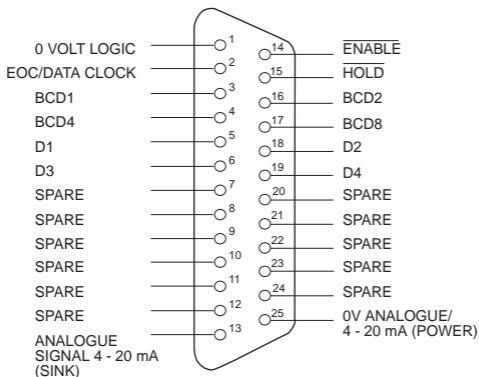 0 VOLT LOGIC
EOC/DATA CLOCK
BCD1
BCD4
D1
D3
SPARE
SPARE
SPARE
SPARE
SPARE
SPARE
ANALOGUE
SIGNAL 4 - 20 mA
(SINK)
1
2
3
4
5
6
7
8
9
10
11
12
13
14
15
16
17
18
19
20
21
22
23
24
25
ENABLE
HOLD
BCD2
BCD8
D2
D4
SPARE
SPARE
SPARE
SPARE
SPARE
0V ANALOGUE/
4 - 20 mA (POWER)